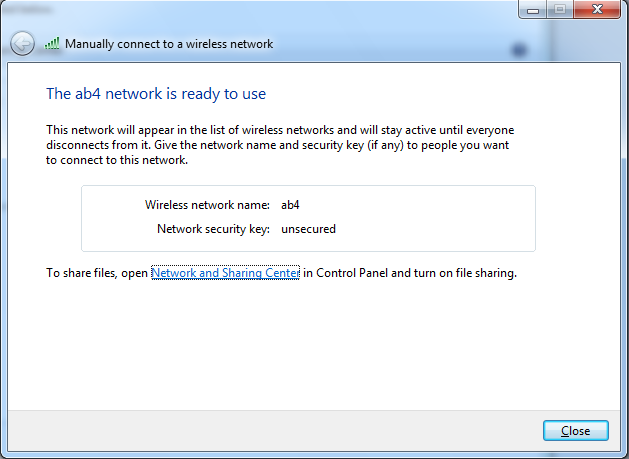 Manually connect to a wireless network
The ab4 network is ready to use
This network will appear in the list of wireless networks and will stay active until everyone
disconnects from it. Give the network name and security key (if any) to people you want
to connect to this network.
Wireless network name: ab4
Network security key: unsecured
To share files, open Network and Sharing Center in Control Panel and turn on file sharing.
Close